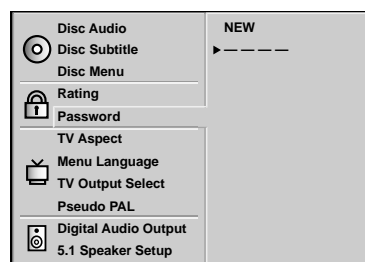 Disc Audio
Disc Subtitle
Disc Menu
Rating
Password
TV Aspect
Menu Language
TV Output Select
Pseudo PAL
Digital Audio Output
5.1 Speaker Setup
NEW
▶ — — — —